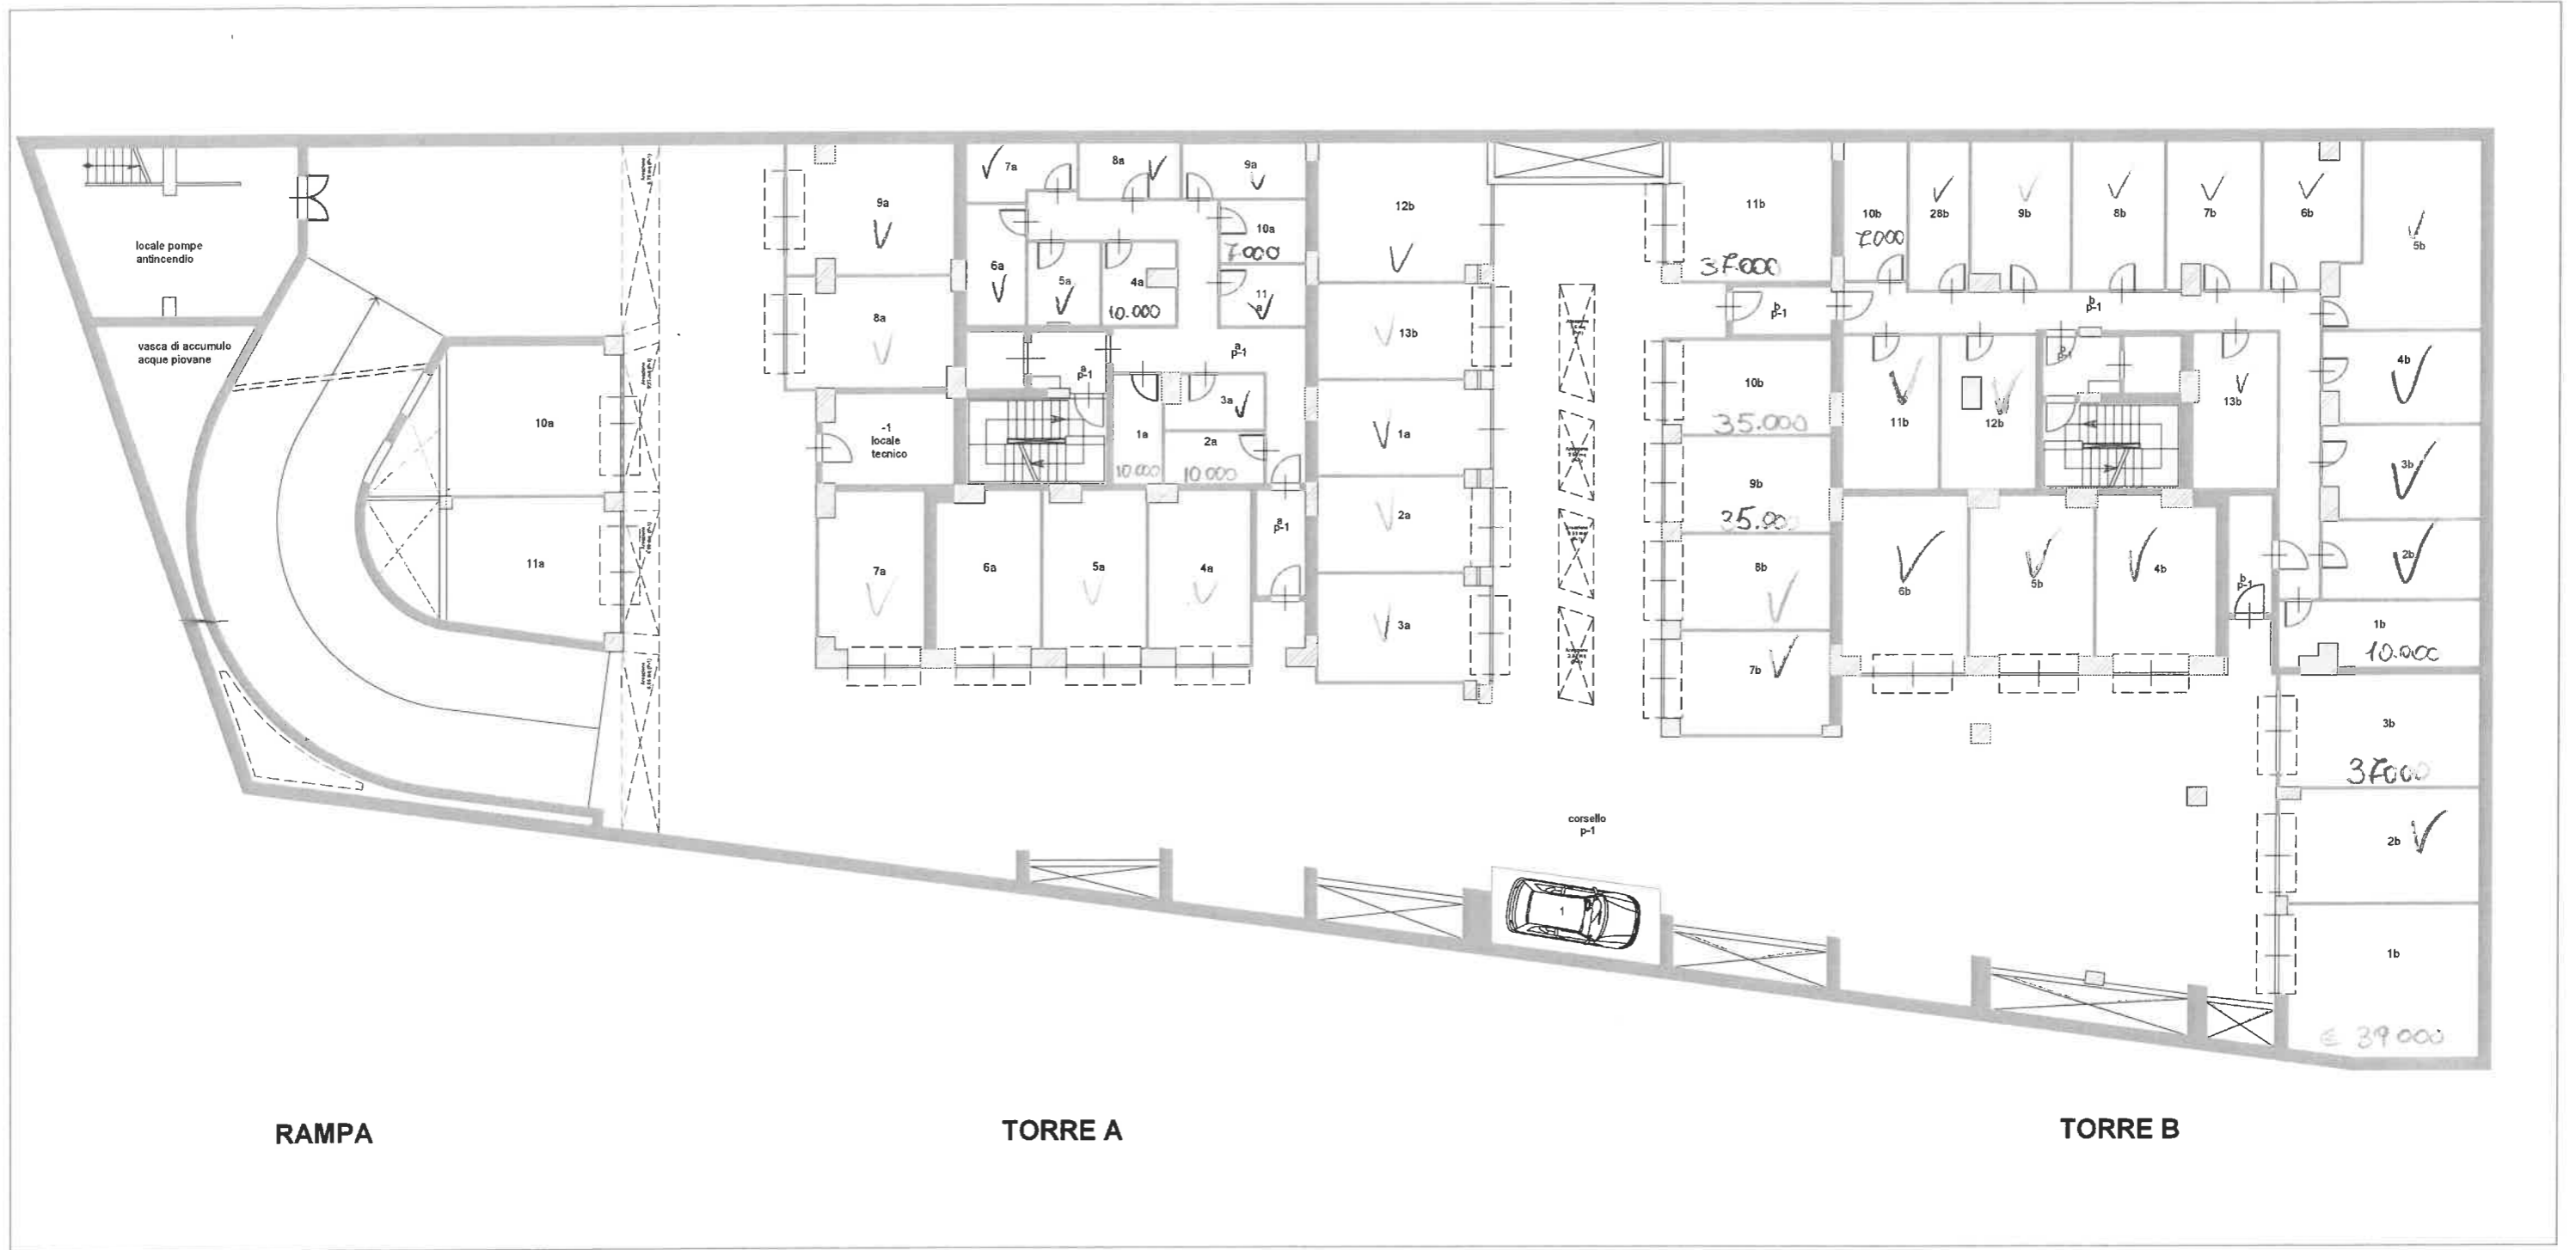 locale pompe
antincendio
vasca di accumulo
acque piovane
10a
11a
9a
8a
-1
locale
tecnico
7a
6a
5a
4a
7a
8a
9a
10a
7.000
6a
5a
4a
10.000
11
a
a
p-1
a
p-1
3a
1a
10.000
2a
10.000
a
p-1
12b
13b
1a
2a
3a
11b
37.000
b
p-1
10b
35.000
9b
35.000
8b
7b
10b
7000
28b
9b
8b
7b
6b
5b
b
p-1
11b
12b
b
p-1
13b
4b
3b
2b
6b
5b
4b
b
p-1
1b
10.000
3b
37000
2b
1b
€ 39 000
corsello
p-1
1
RAMPA
TORRE A
TORRE B